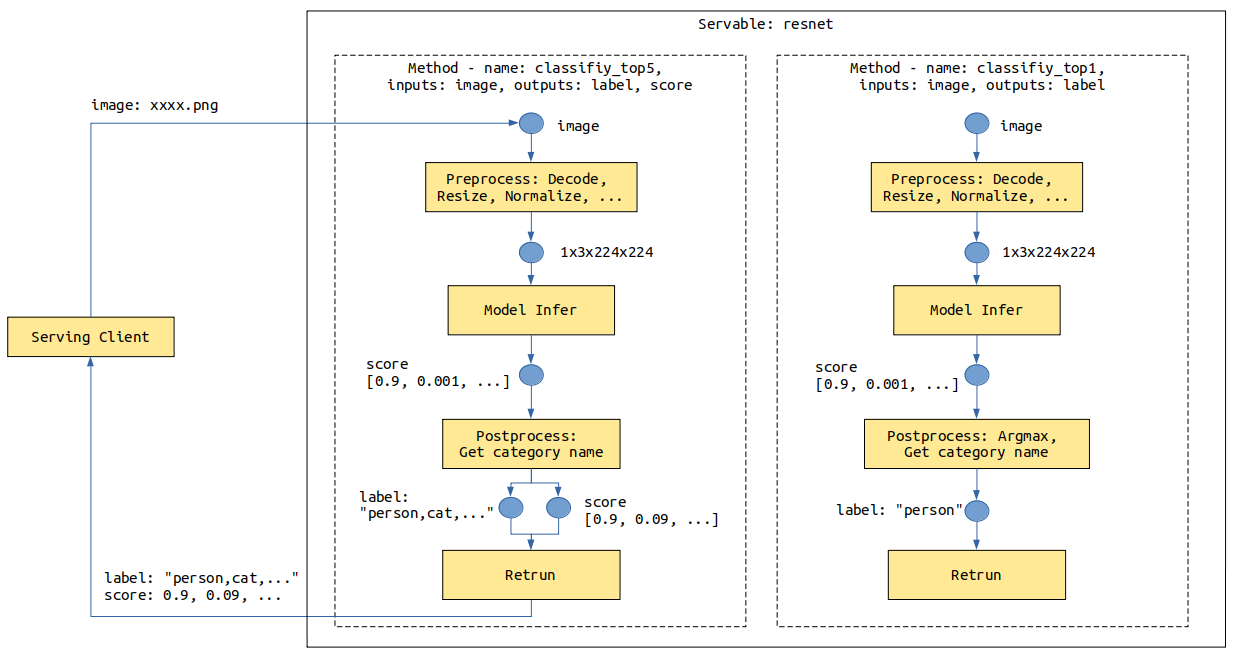 Servable: resnet
image: xxxx.png
Serving Client
label: "person,cat,..."
score: 0.9, 0.09, ...
Method - name: classifiy_top5,
inputs: image, outputs: label, score
image
Preprocess: Decode,
Resize, Normalize, ...
1x3x224x224
Model Infer
score
[0.9, 0.001, ...]
Postprocess:
Get category name
label:
"person,cat,..."
score
[0.9, 0.09, ...]
Retrun
Method - name: classifiy_top1,
inputs: image, outputs: label
image
Preprocess: Decode,
Resize, Normalize, ...
1x3x224x224
Model Infer
score
[0.9, 0.001, ...]
Postprocess: Argmax,
Get category name
label: "person"
Retrun